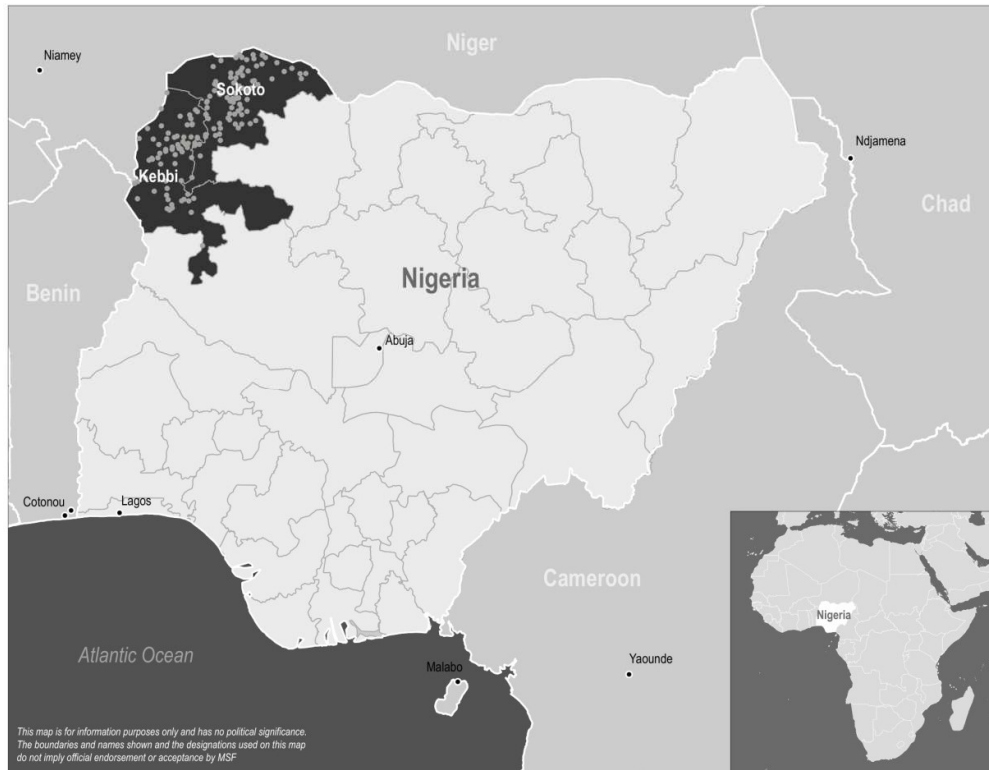 Niger
Niamey
Sokoto
Ndjamena
Kebbi
Chad
Nigeria
Benin
Abuja
Cotonou
Lagos
Cameroon
Nigeria
Atlantic Ocean
Malabo
Yaounde
This map is for information purposes only and has no political significance.
The boundaries and names shown and the designations used on this map
do not imply official endorsement or acceptance by MSF